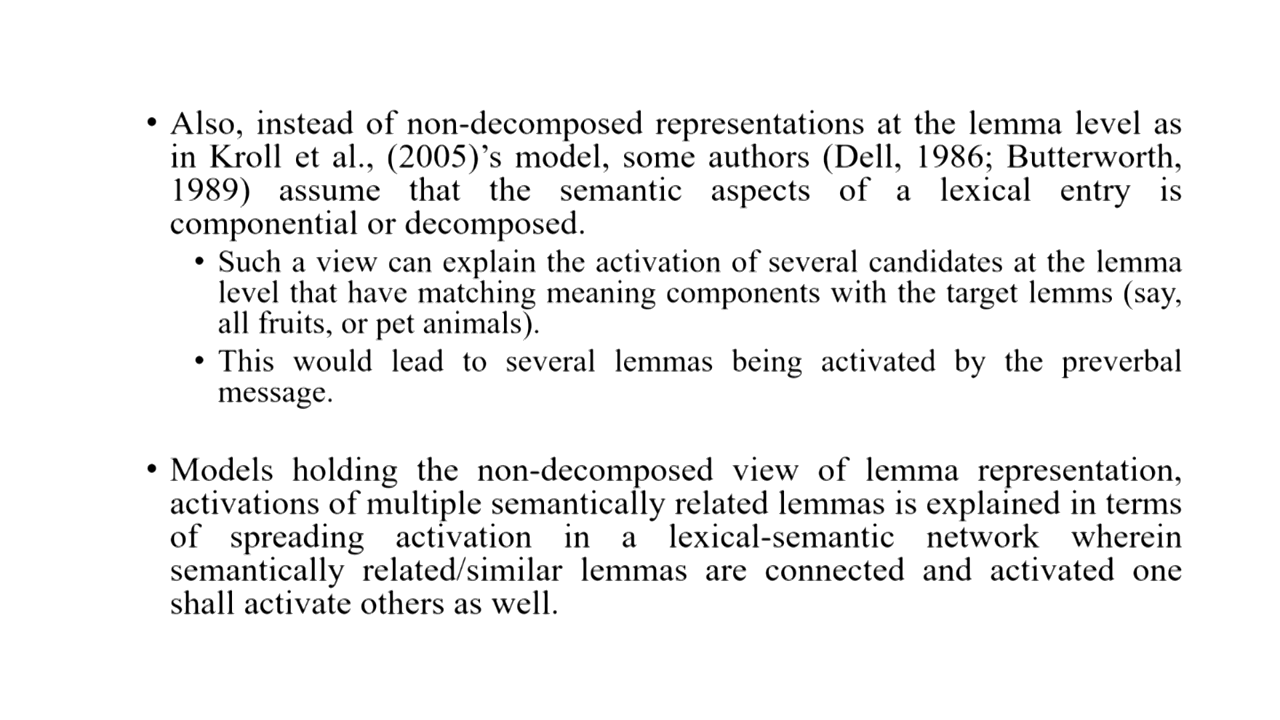 • Also, instead of non-decomposed representations at the lemma level as
in Kroll et al., (2005)'s model, some authors (Dell, 1986; Butterworth,
1989) assume that the semantic aspects of a lexical entry is
componential or decomposed.
• Such a view can explain the activation of several candidates at the lemma
level that have matching meaning components with the target lemms (say,
all fruits, or pet animals).
• This would lead to several lemmas being activated by the preverbal
message.
• Models holding the non-decomposed view of lemma representation,
activations of multiple semantically related lemmas is explained in terms
of spreading activation in a lexical-semantic network wherein
semantically related/similar lemmas are connected and activated one
shall activate others as well.